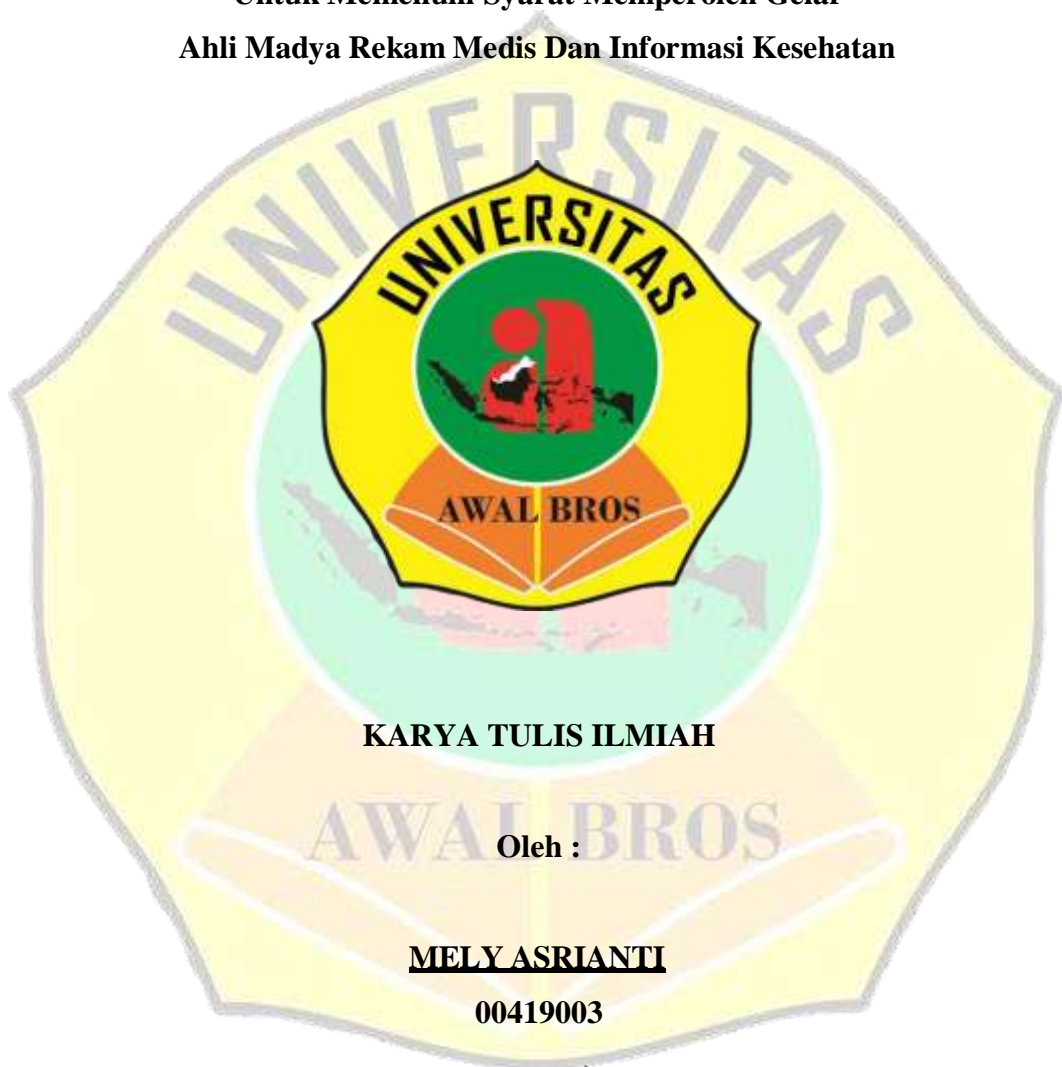 Untuk Memenuhi Syarat Memperoleh Gelar
Ahli Madya Rekam Medis Dan Informasi Kesehatan
UNIVERSITAS
UNIVERSITAS
a
AWAL BROS
KARYA TULIS ILMIAH
AWAL BROS
Oleh :
MELY ASRIANTI
00419003